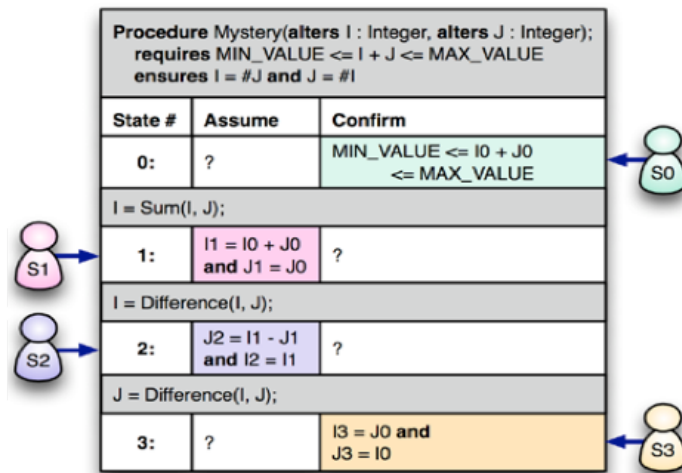 Procedure Mystery(alters I : Integer, alters J : Integer);
requires MIN_VALUE <= I + J <= MAX_VALUE
ensures I = #J and J = #I
State # Assume Confirm
0: ? MIN_VALUE <= I0 + J0
<= MAX_VALUE
S0
I = Sum(I, J);
S1
1: I1 = I0 + J0
and J1 = J0 ?
I = Difference(I, J);
S2
2: J2 = I1 - J1
and I2 = I1 ?
J = Difference(I, J);
3: ? I3 = J0 and
J3 = I0
S3